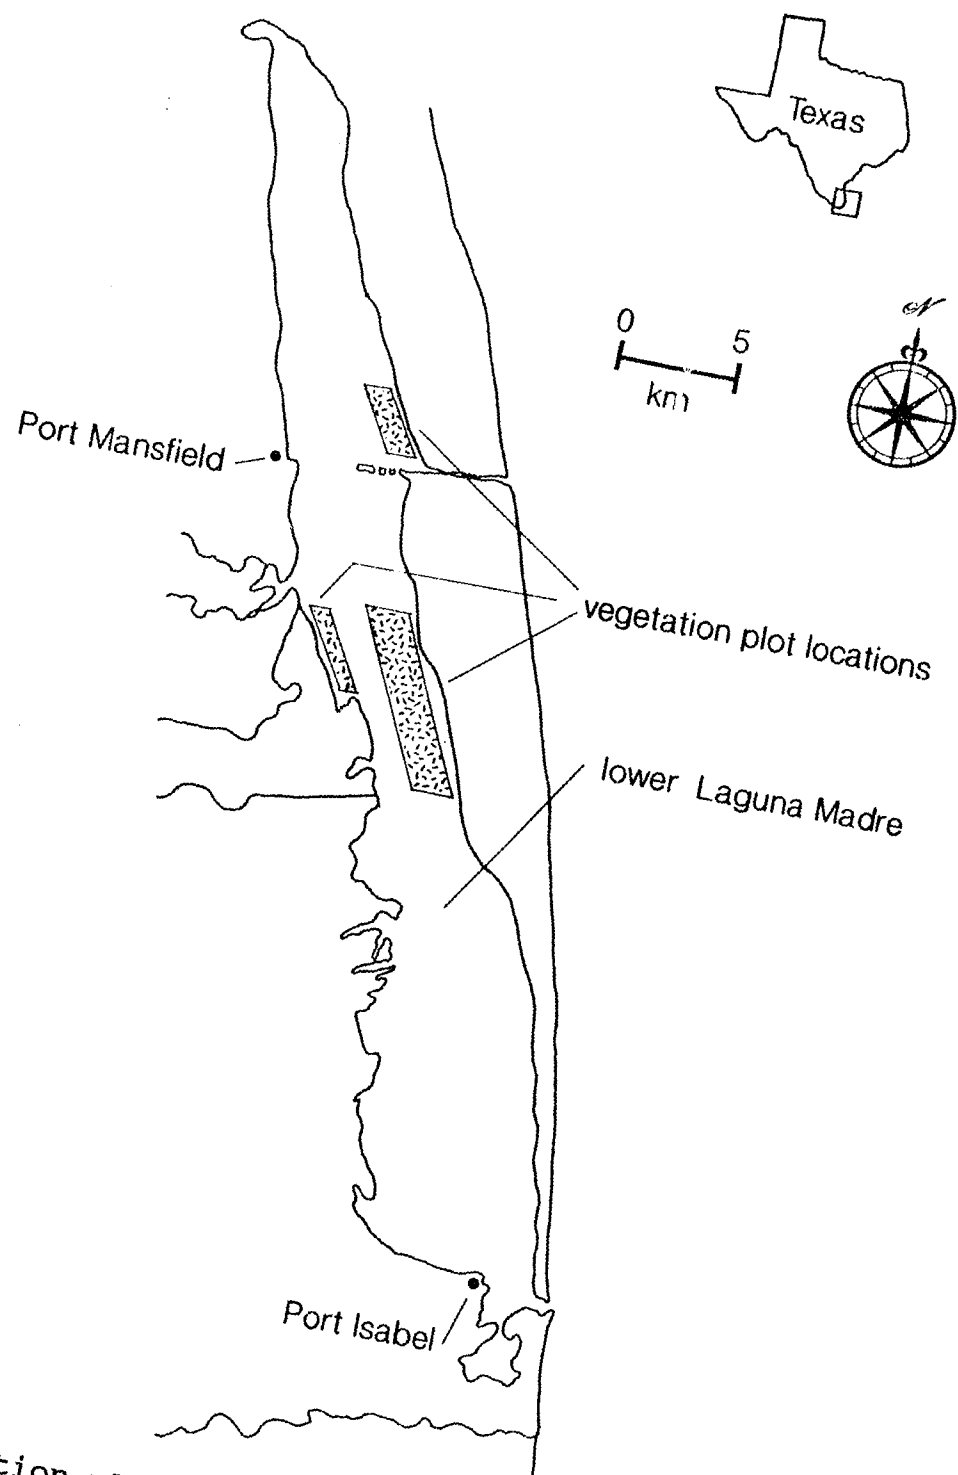 Texas
N
0 5
km
Port Mansfield
vegetation plot locations
lower Laguna Madre
Port Isabel